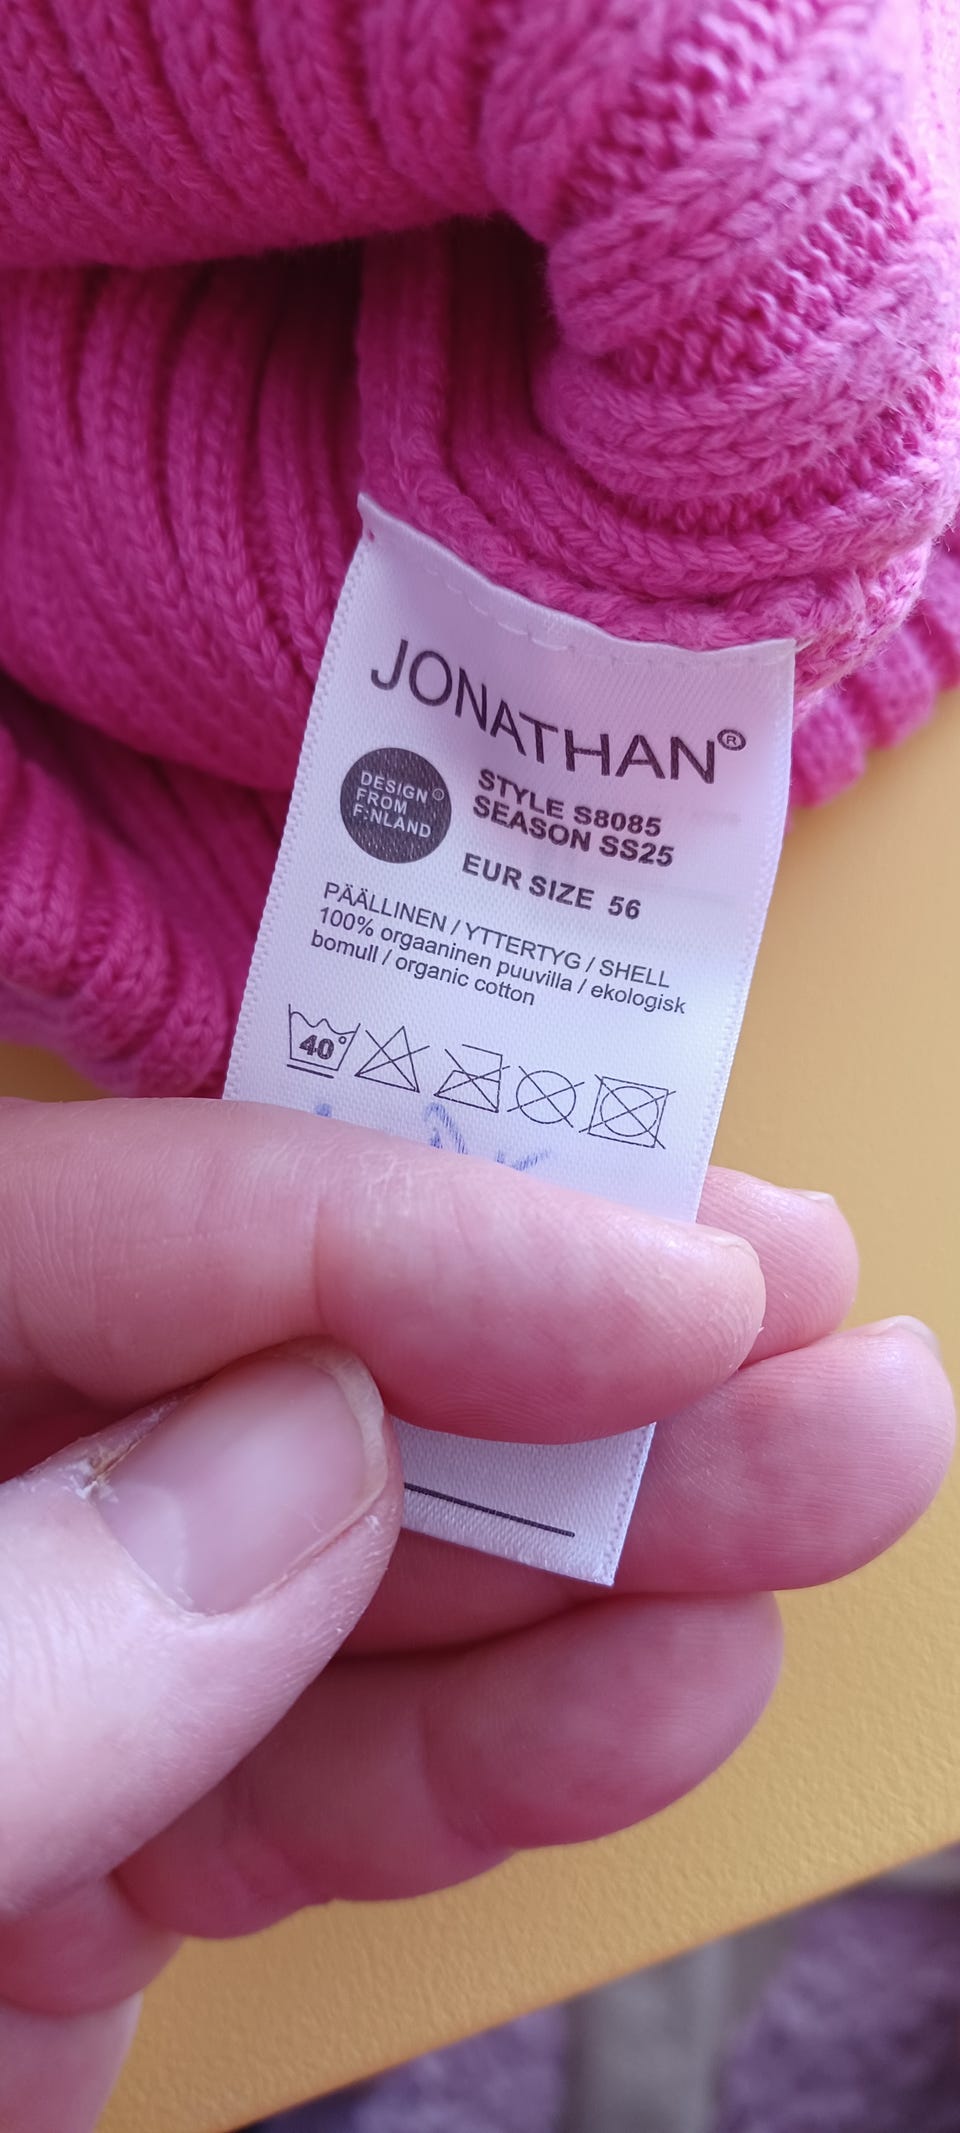 JONATHAN®
DESIGN
FROM
F:NLAND
STYLE S8085
SEASON SS25
EUR SIZE 56
PÄÄLLINEN / YTTERTYG / SHELL
100% orgaaninen puuvilla / ekologisk
bomull / organic cotton
40°